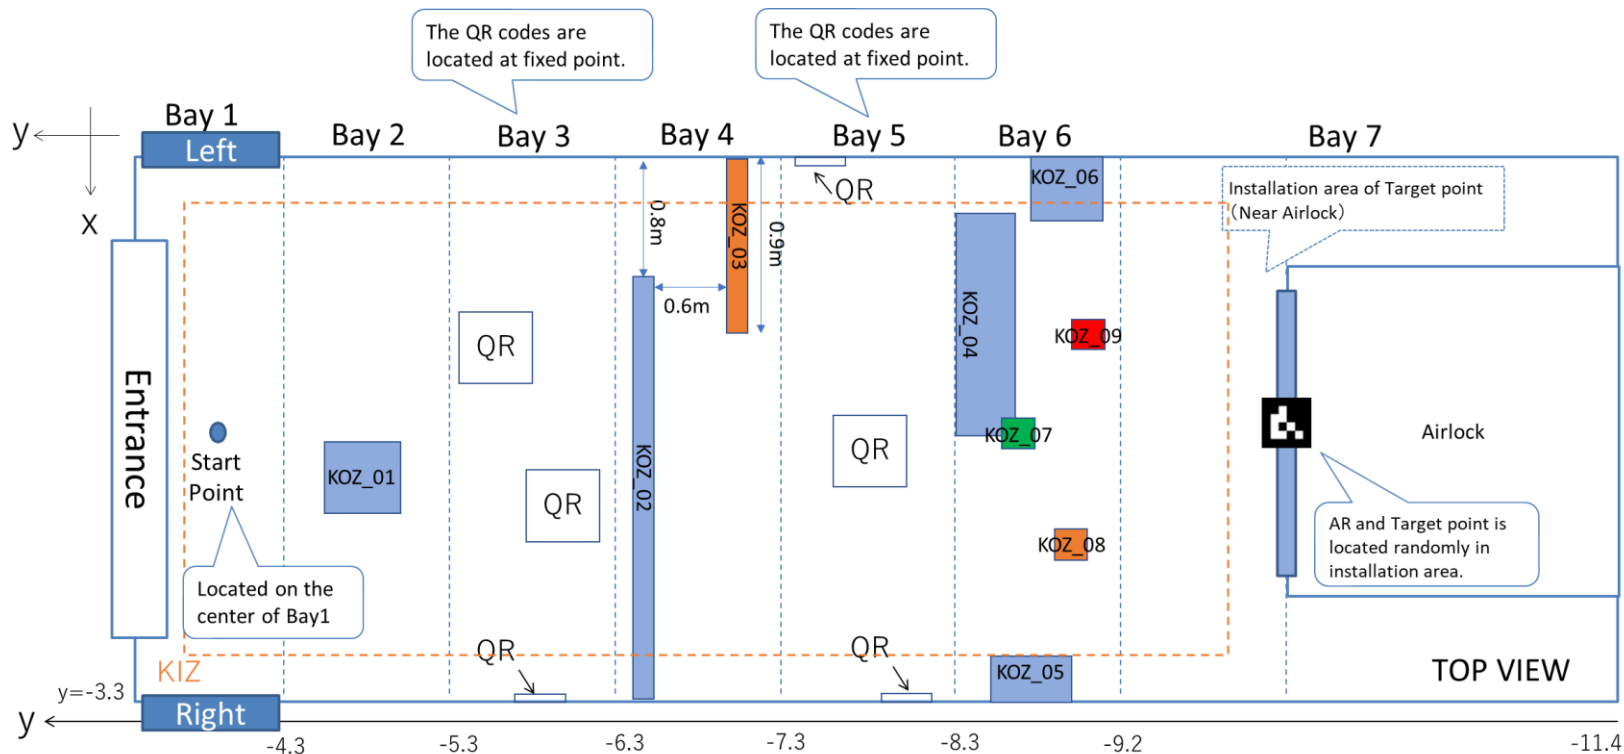 The QR codes are
located at fixed point.
The QR codes are
located at fixed point.
Bay 1
Bay 2
Bay 3
Bay 4
Bay 5
Bay 6
Bay 7
y
x
Left
QR
KOZ_06
Installation area of Target point
(Near Airlock)
0.8m
KOZ_03
0.9m
0.6m
KOZ_04
KOZ_09
QR
Entrance
Start
Point
KOZ_01
QR
KOZ_02
QR
KOZ_07
Airlock
KOZ_08
AR and Target point is
located randomly in
installation area.
Located on the
center of Bay1
QR
QR
KOZ_05
KIZ
TOP VIEW
y=-3.3
Right
y
-4.3
-5.3
-6.3
-7.3
-8.3
-9.2
-11.4